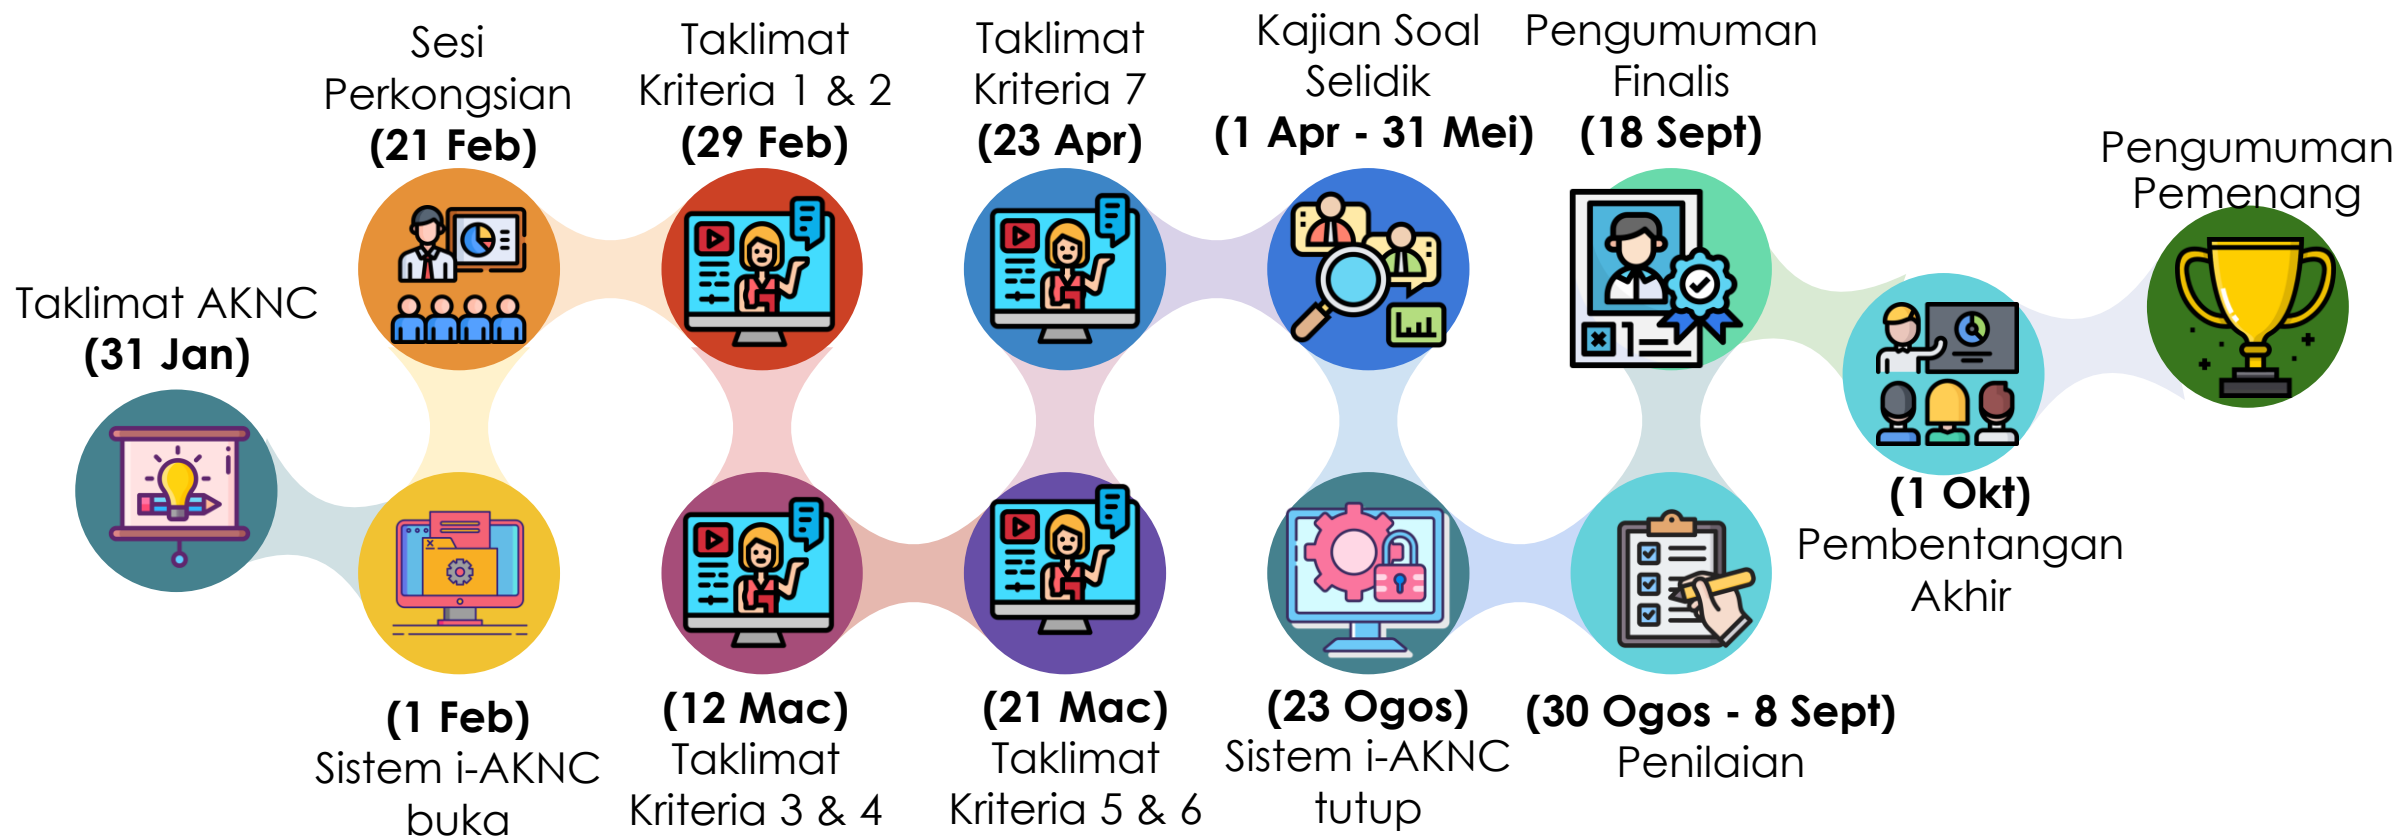 Taklimat AKNC
(31 Jan)
(1 Feb)
Sistem i-AKNC
buka
Sesi
Perkongsian
(21 Feb)
Taklimat
Kriteria 1 & 2
(29 Feb)
(12 Mac)
Taklimat
Kriteria 3 & 4
(21 Mac)
Taklimat
Kriteria 5 & 6
Taklimat
Kriteria 7
(23 Apr)
Kajian Soal
Selidik
(1 Apr - 31 Mei)
(23 Ogos)
Sistem i-AKNC
tutup
(30 Ogos - 8 Sept)
Penilaian
Pengumuman
Finalis
(18 Sept)
(1 Okt)
Pembentangan
Akhir
Pengumuman
Pemenang